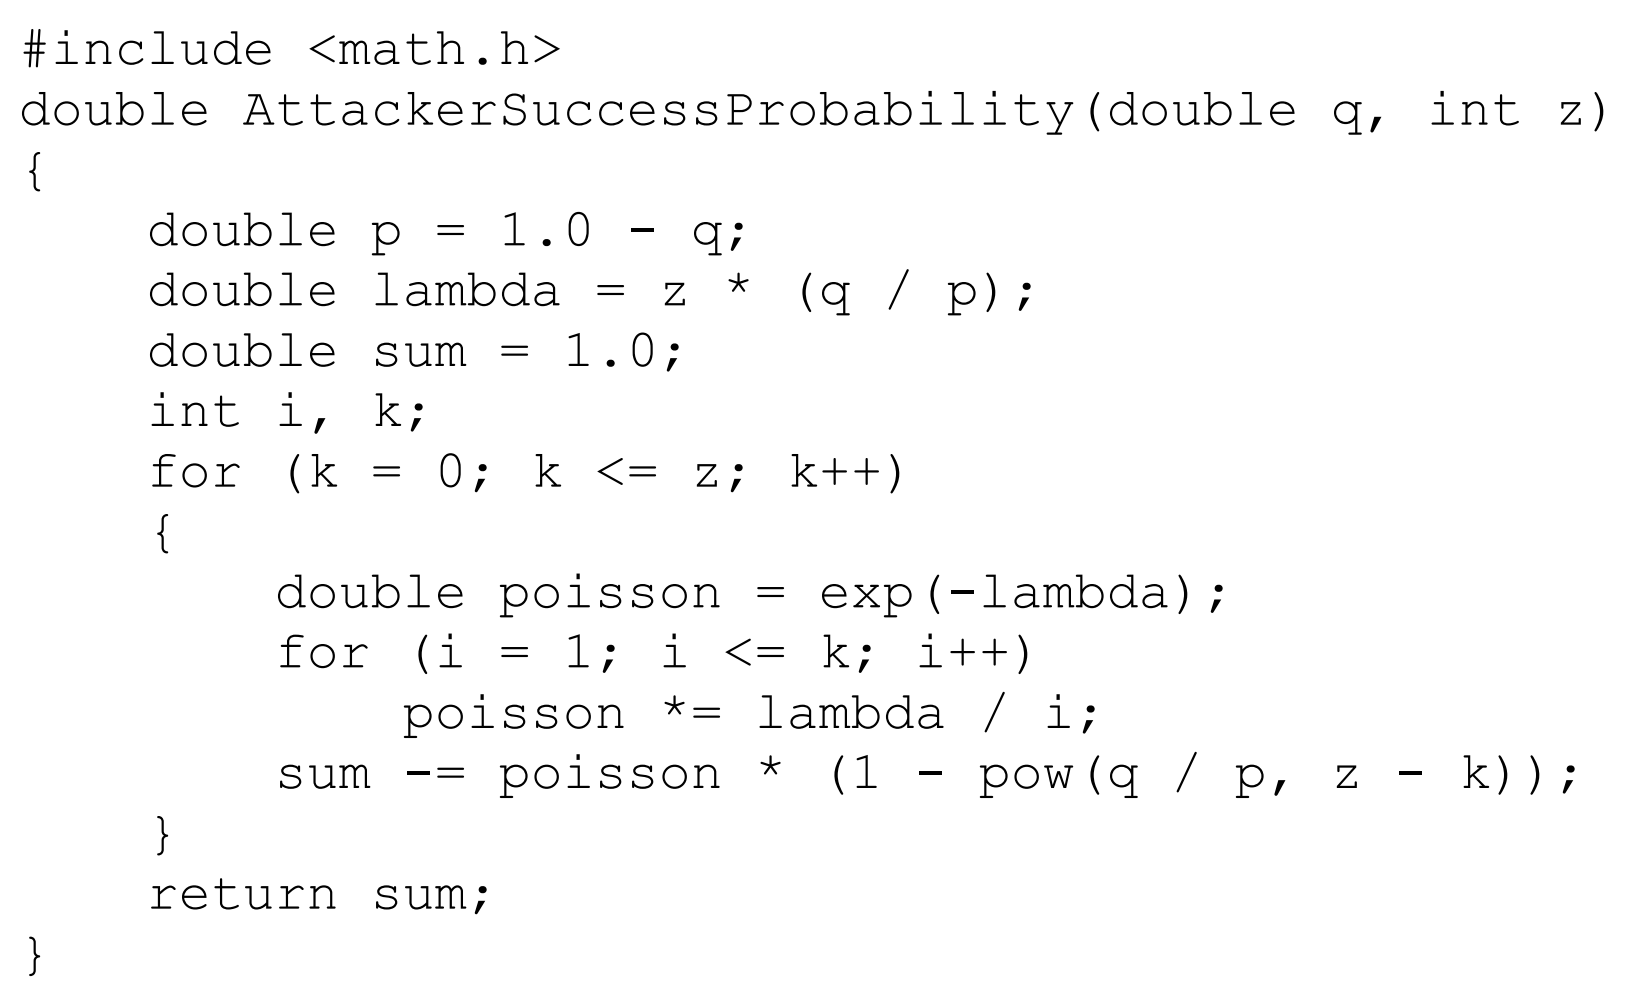 #include <math.h>
double AttackerSuccessProbability(double q, int z)
{
    double p = 1.0 - q;
    double lambda = z * (q / p);
    double sum = 1.0;
    int i, k;
    for (k = 0; k <= z; k++)
    {
        double poisson = exp(-lambda);
        for (i = 1; i <= k; i++)
            poisson *= lambda / i;
        sum -= poisson * (1 - pow(q / p, z - k));
    }
    return sum;
}